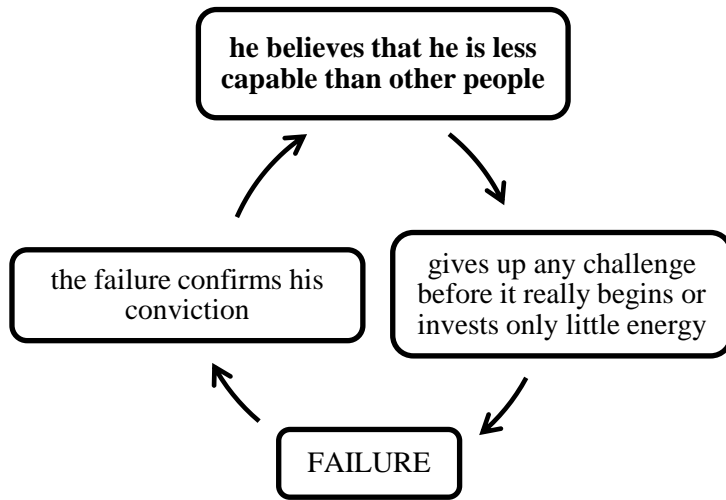 he believes that he is less
capable than other people
gives up any challenge
before it really begins or
invests only little energy
FAILURE
the failure confirms his
conviction